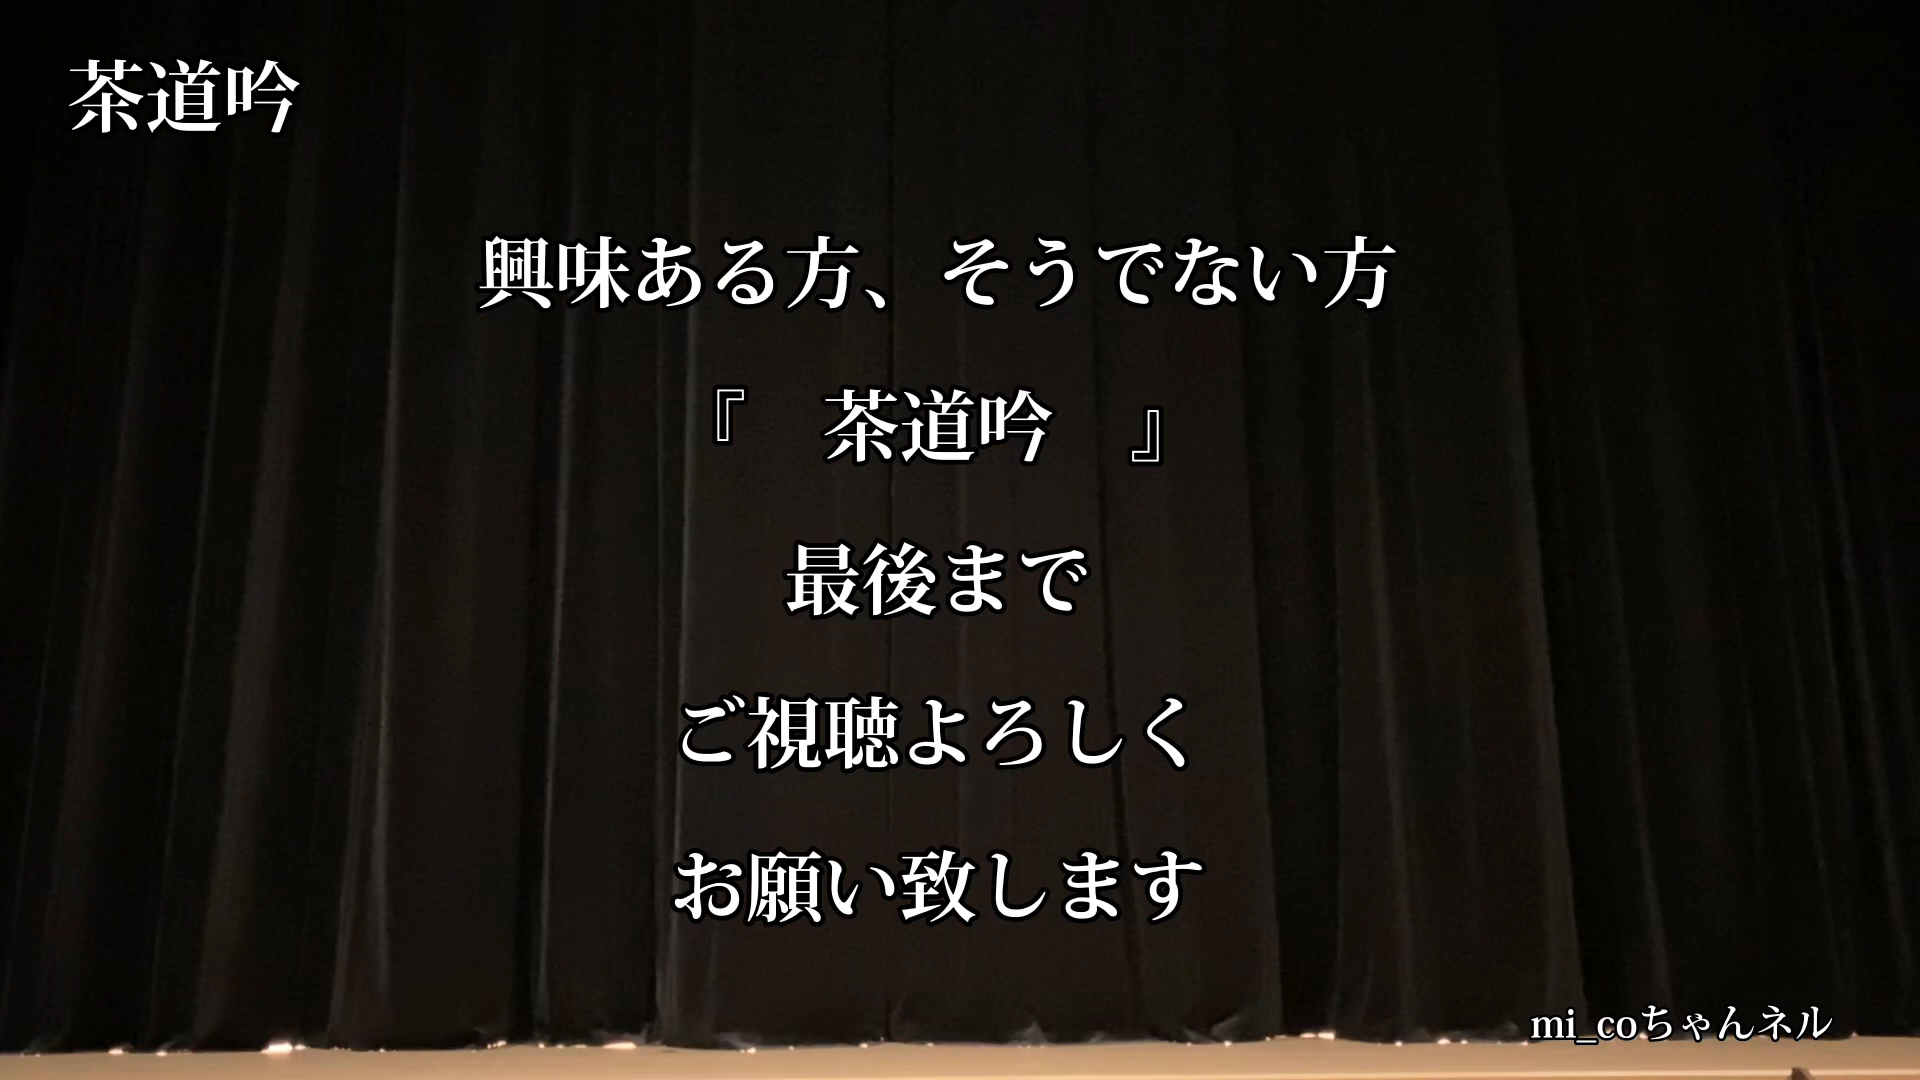 茶道吟
興味ある方、そうでない方
『　茶道吟　』
最後まで
ご視聴よろしく
お願い致します
mi_coちゃんネル